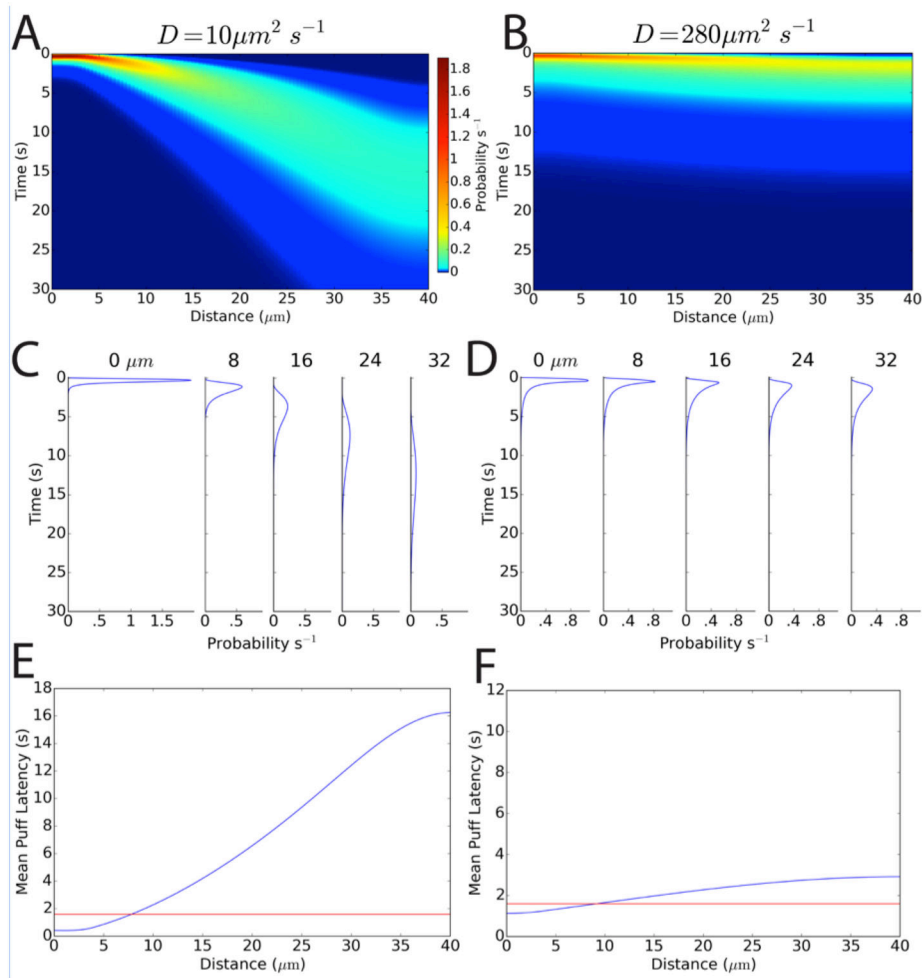 A
D = 10μm² s⁻¹
0
5
10
15
20
25
30
Time (s)
0 5 10 15 20 25 30 35 40
Distance (μm)
1.8
1.6
1.4
1.2
1.0
0.8
0.6
0.4
0.2
0
Probability s⁻¹
B
D = 280μm² s⁻¹
0
5
10
15
20
25
30
Time (s)
0 5 10 15 20 25 30 35 40
Distance (μm)
C
0 μm 8 16 24 32
0
5
10
15
20
25
30
Time (s)
0 .5 1 1.5 0 .5 0 .5 0 .5 0 .5
Probability s⁻¹
D
0 μm 8 16 24 32
0
5
10
15
20
25
30
Time (s)
0 .4 .8 0 .4 .8 0 .4 .8 0 .4 .8 0 .4 .8
Probability s⁻¹
E
18
16
14
12
10
8
6
4
2
0
Mean Puff Latency (s)
0 5 10 15 20 25 30 35 40
Distance (μm)
F
12
10
8
6
4
2
0
Mean Puff Latency (s)
0 5 10 15 20 25 30 35 40
Distance (μm)